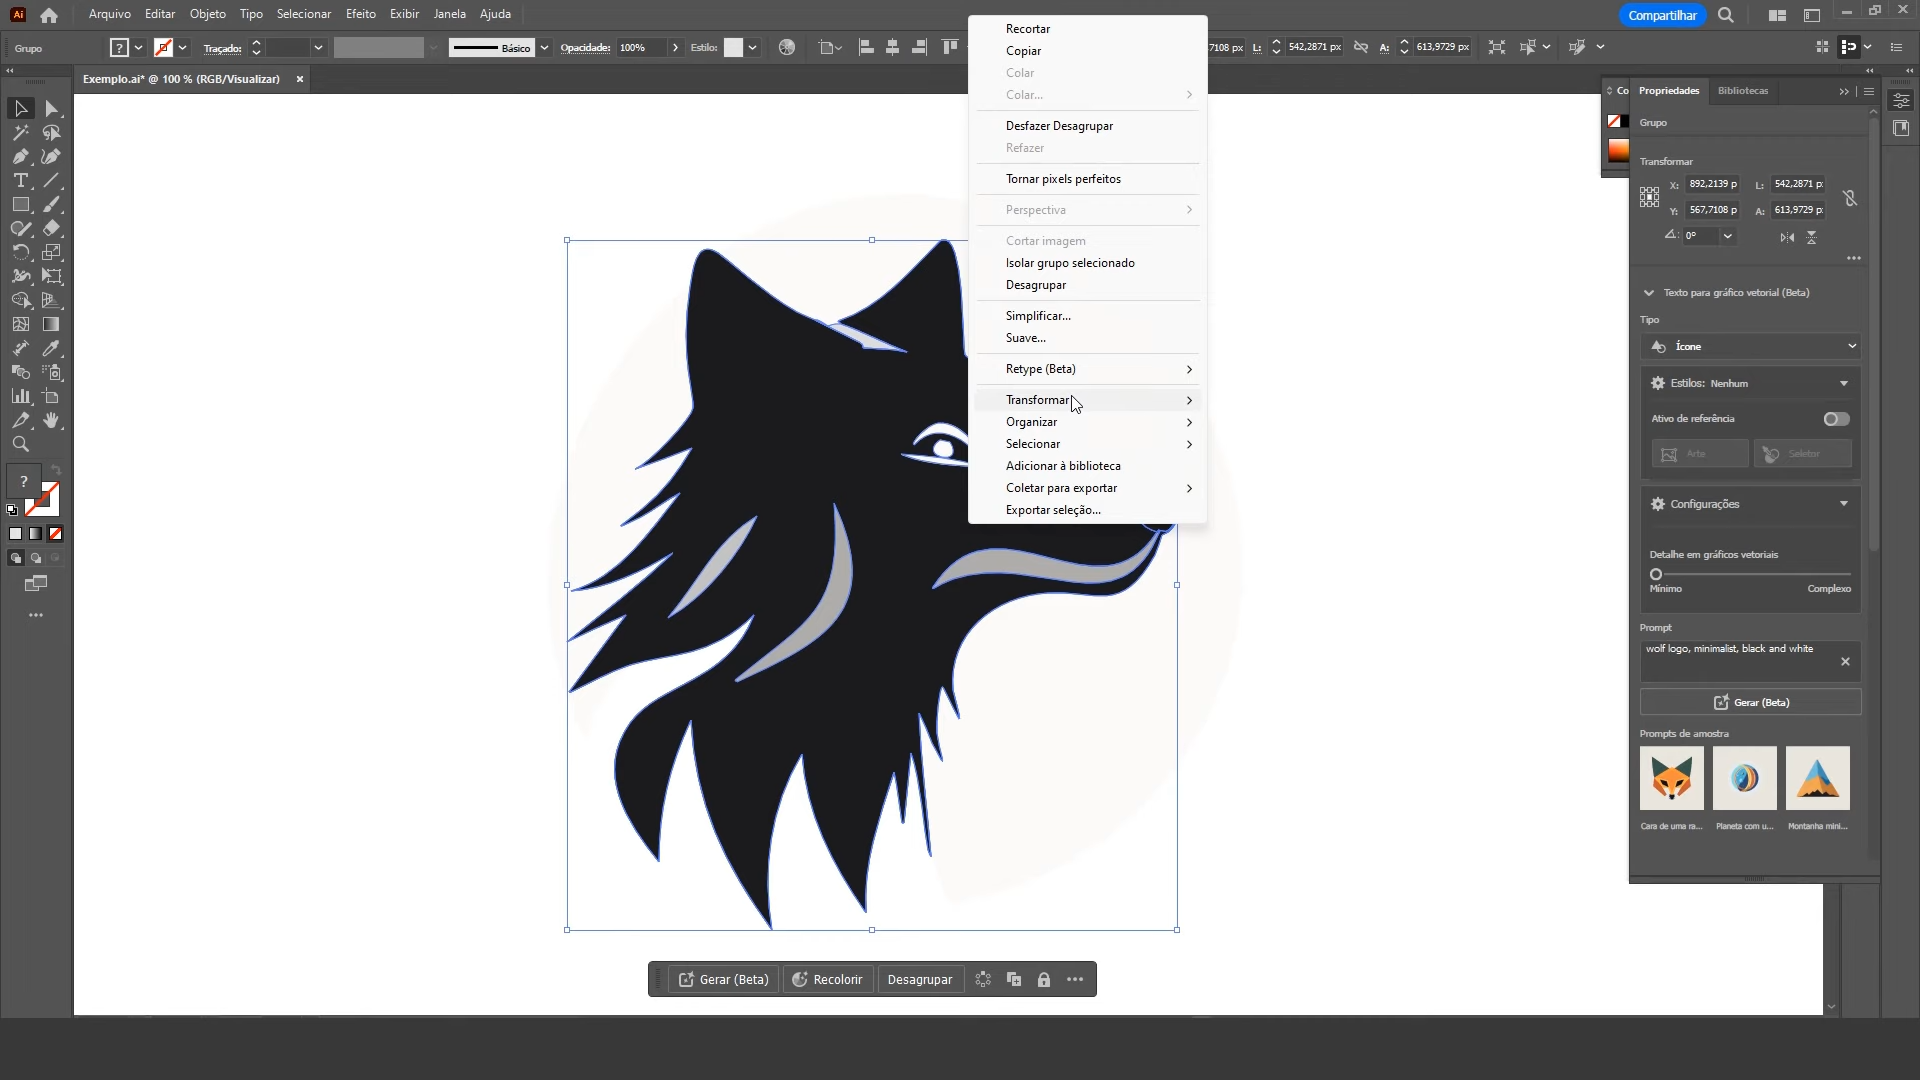 Ai Arquivo Editar Objeto Tipo Selecionar Efeito Exibir Janela Ajuda Compartilhar
Grupo ? Traçado: Básico Opacidade: 100% Estilo: 7108 px L: 542,2871 px A: 613,9729 px
Exemplo.ai* @ 100 % (RGB/Visualizar) ×
Recortar
Copiar
Colar
Colar...
Desfazer Desagrupar
Refazer
Tornar pixels perfeitos
Perspectiva
Cortar imagem
Isolar grupo selecionado
Desagrupar
Simplificar...
Suave...
Retype (Beta)
Transformar
Organizar
Selecionar
Adicionar à biblioteca
Coletar para exportar
Exportar seleção...
?
Gerar (Beta) Recolorir Desagrupar
Co Propriedades Bibliotecas
Grupo
Transformar
X: 892,2139 p L: 542,2871 p
Y: 567,7108 p A: 613,9729 p
0°
Texto para gráfico vetorial (Beta)
Tipo
Ícone
Estilos: Nenhum
Ativo de referência
Arte Seletor
Configurações
Detalhe em gráficos vetoriais
Mínimo Complexo
Prompt
wolf logo, minimalist, black and white
Gerar (Beta)
Prompts de amostra
Cara de uma ra... Planeta com u... Montanha mini...